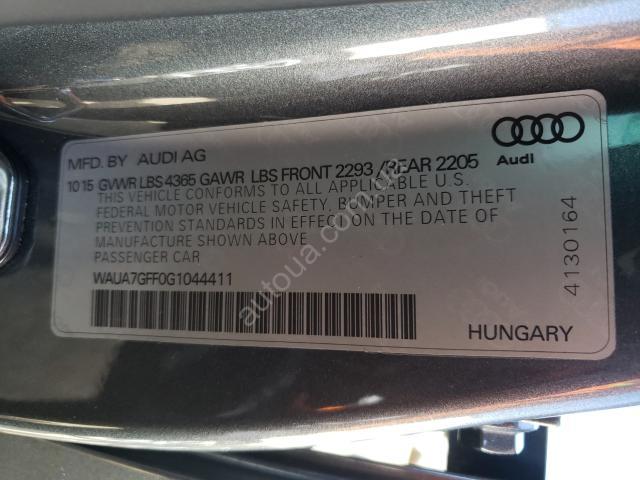 MFD. BY AUDI AG
10 15 GVWR LBS 4365 GAWR LBS FRONT 2293 /REAR 2205
THIS VEHICLE CONFORMS TO ALL APPLICABLE U.S.
FEDERAL MOTOR VEHICLE SAFETY, BUMPER AND THEFT
PREVENTION STANDARDS IN EFFECT ON THE DATE OF
MANUFACTURE SHOWN ABOVE
PASSENGER CAR
WAUA7GFF0G1044411
Audi
4130164
HUNGARY
autoua.com.ua